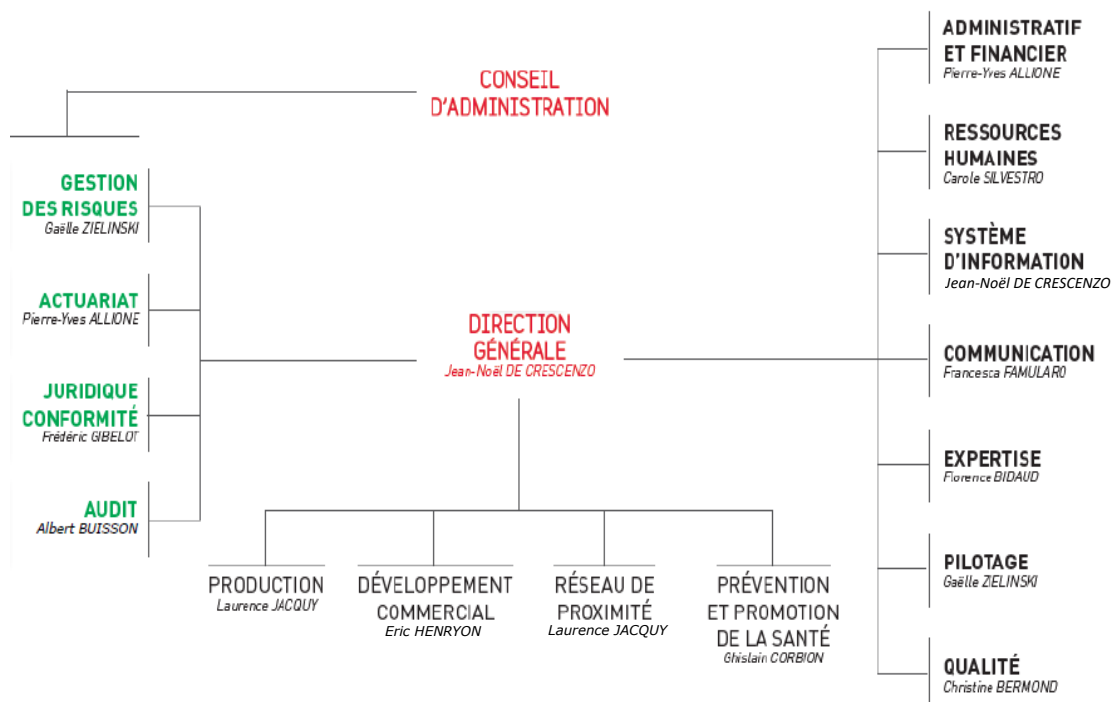 CONSEIL
D'ADMINISTRATION
GESTION
DES RISQUES
Gaëlle ZIELINSKI
ACTUARIAT
Pierre-Yves ALLIONE
JURIDIQUE
CONFORMITÉ
Frédéric GIBELOT
AUDIT
Albert BUISSON
DIRECTION
GÉNÉRALE
Jean-Noël DE CRESCENZO
PRODUCTION
Laurence JACQUY
DÉVELOPPEMENT
COMMERCIAL
Eric HENRYON
RÉSEAU DE
PROXIMITÉ
Laurence JACQUY
PRÉVENTION
ET PROMOTION
DE LA SANTÉ
Ghislain CORBION
ADMINISTRATIF
ET FINANCIER
Pierre-Yves ALLIONE
RESSOURCES
HUMAINES
Carole SILVESTRO
SYSTÈME
D'INFORMATION
Jean-Noël DE CRESCENZO
COMMUNICATION
Francesca FAMULARO
EXPERTISE
Florence BIDAUD
PILOTAGE
Gaëlle ZIELINSKI
QUALITÉ
Christine BERMOND